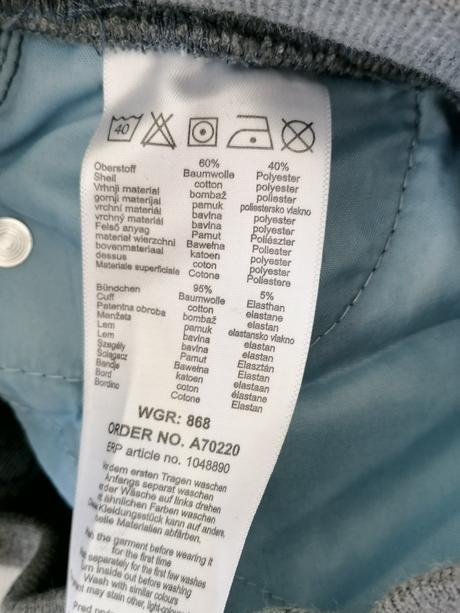 40
60% 40%
Oberstoff Baumwolle Polyester
Shell cotton polyester
Vrhnji material bombaž poliester
gornji materijal pamuk poliestersko vlakno
vrchní materiál bavlna polyester
vrchný materiál bavlna polyester
Felső anyag Pamut Poliészter
materiał wierzchni Bawełna polyester
bovenmateriaal katoen polyester
dessus coton polyester
Materiale superficiale Cotone Poliestere
95% 5%
Bündchen Baumwolle Elasthan
Cuff cotton elastane
Patentna obroba bombaž elastan
Manžeta pamuk elastansko vlakno
Lem bavlna elastan
Lem bavlna elastan
Szegély Pamut Elasztán
Ściągacz Bawełna Elastan
Bandje katoen elastaan
Bord coton elastane
Bordino Cotone Elastan
WGR: 868
ORDER NO. A70220
ERP article no. 1048890
dem ersten Tragen waschen
Anfangs separat waschen
der Wäsche auf links drehen
ähnlichen Farben waschen
Kleidungsstück kann auf andere
Materialien abfärben.
the garment before wearing it
for the first time
separately for the first few washes
turn inside out before washing
Wash with similar colours
may stain other, light-colour